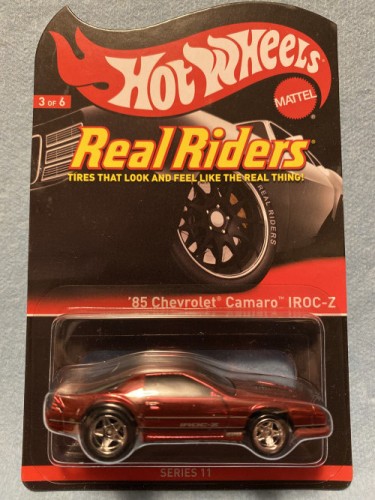 Hot Wheels
3 OF 6
MATTEL
Real Riders®
TIRES THAT LOOK AND FEEL LIKE THE REAL THING!
REAL RIDERS
'85 Chevrolet® Camaro™ IROC-Z
IROC-Z
SERIES 11